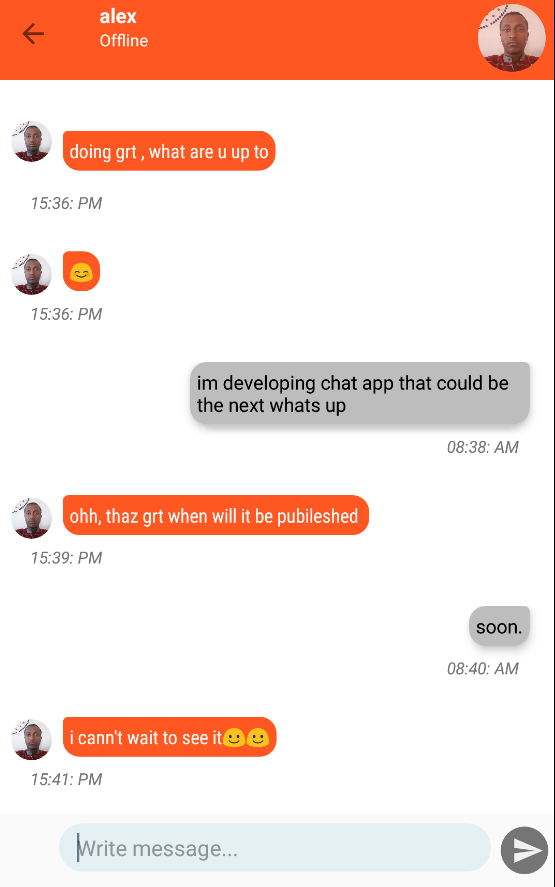 alex
Offline
doing grt , what are u up to
15:36: PM
😊
15:36: PM
im developing chat app that could be
the next whats up
08:38: AM
ohh, thaz grt when will it be pubileshed
15:39: PM
soon.
08:40: AM
i cann't wait to see it🙂🙂
15:41: PM
Write message...